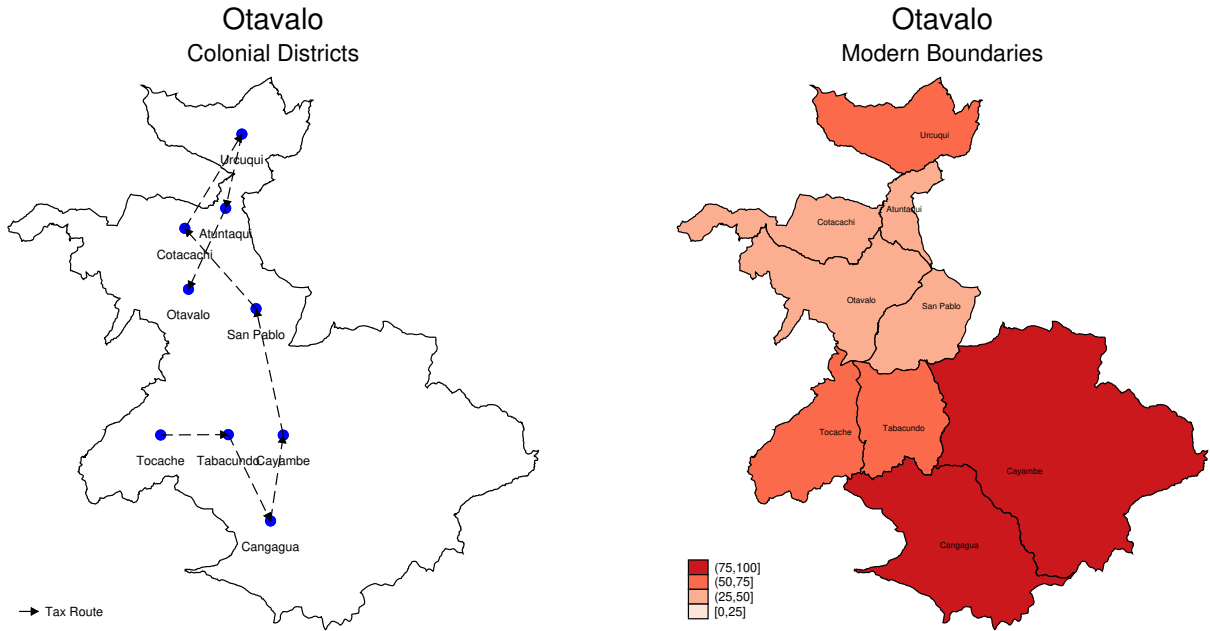 Otavalo
Colonial Districts
Urcuqui
Atuntaqui
Cotacachi
Otavalo
San Pablo
Tocache
Tabacundo
Cayambe
Cangagua
Tax Route
Otavalo
Modern Boundaries
Urcuqui
Atuntaqui
Cotacachi
Otavalo
San Pablo
Tocache
Tabacundo
Cayambe
Cangagua
(75,100]
(50,75]
(25,50]
[0,25]